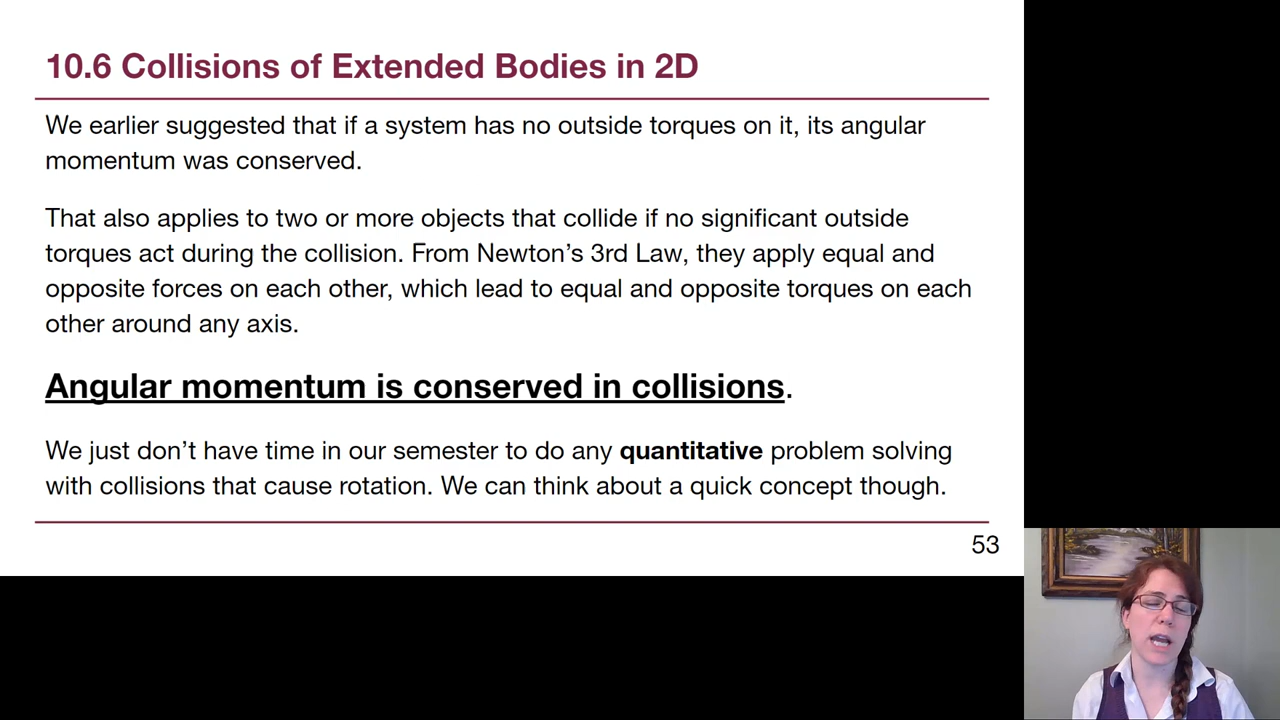 10.6 Collisions of Extended Bodies in 2D
We earlier suggested that if a system has no outside torques on it, its angular
momentum was conserved.
That also applies to two or more objects that collide if no significant outside
torques act during the collision. From Newton’s 3rd Law, they apply equal and
opposite forces on each other, which lead to equal and opposite torques on each
other around any axis.
Angular momentum is conserved in collisions.
We just don’t have time in our semester to do any quantitative problem solving
with collisions that cause rotation. We can think about a quick concept though.
53